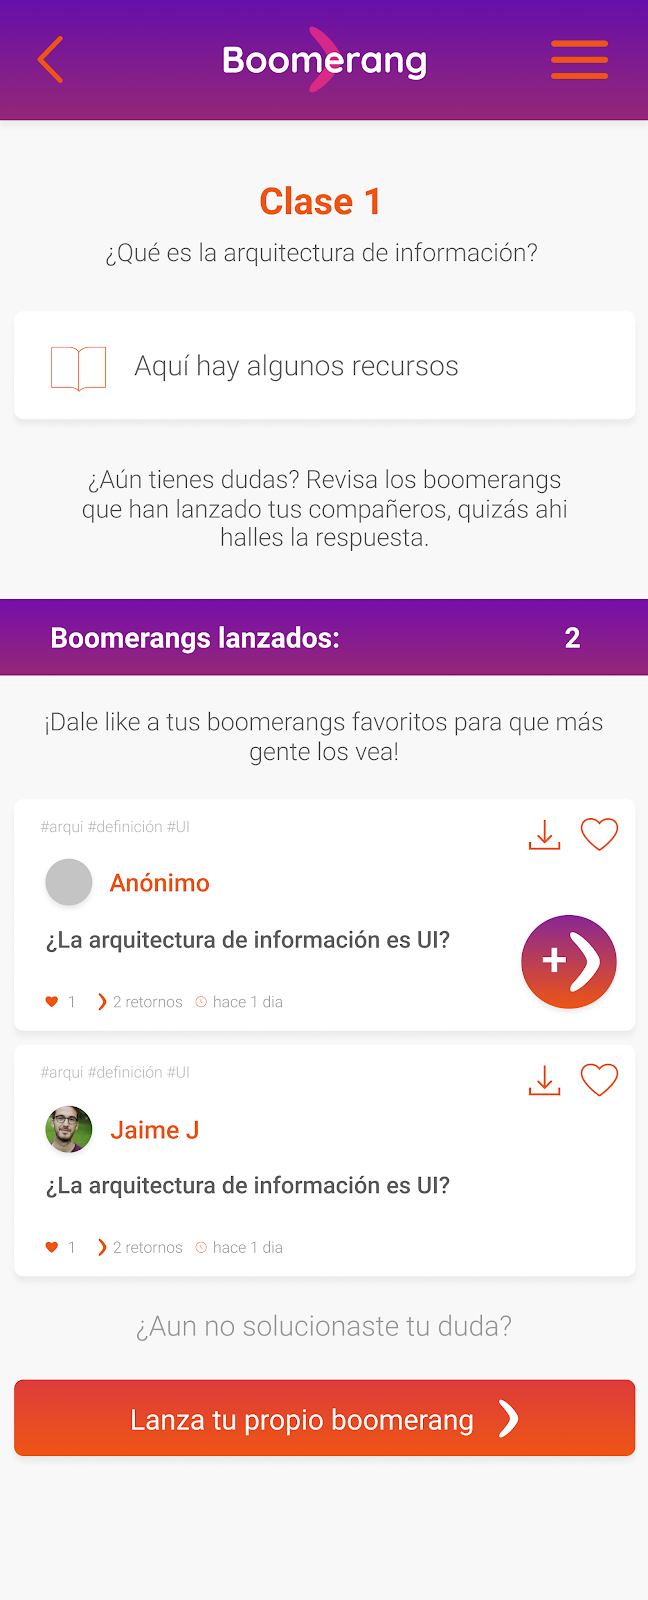 Boomerang
Clase 1
¿Qué es la arquitectura de información?
Aquí hay algunos recursos
¿Aún tienes dudas? Revisa los boomerangs
que han lanzado tus compañeros, quizás ahi
halles la respuesta.
Boomerangs lanzados: 2
¡Dale like a tus boomerangs favoritos para que más
gente los vea!
#arqui #definición #UI
Anónimo
¿La arquitectura de información es UI?
1 2 retornos hace 1 dia
#arqui #definición #UI
Jaime J
¿La arquitectura de información es UI?
1 2 retornos hace 1 dia
¿Aun no solucionaste tu duda?
Lanza tu propio boomerang